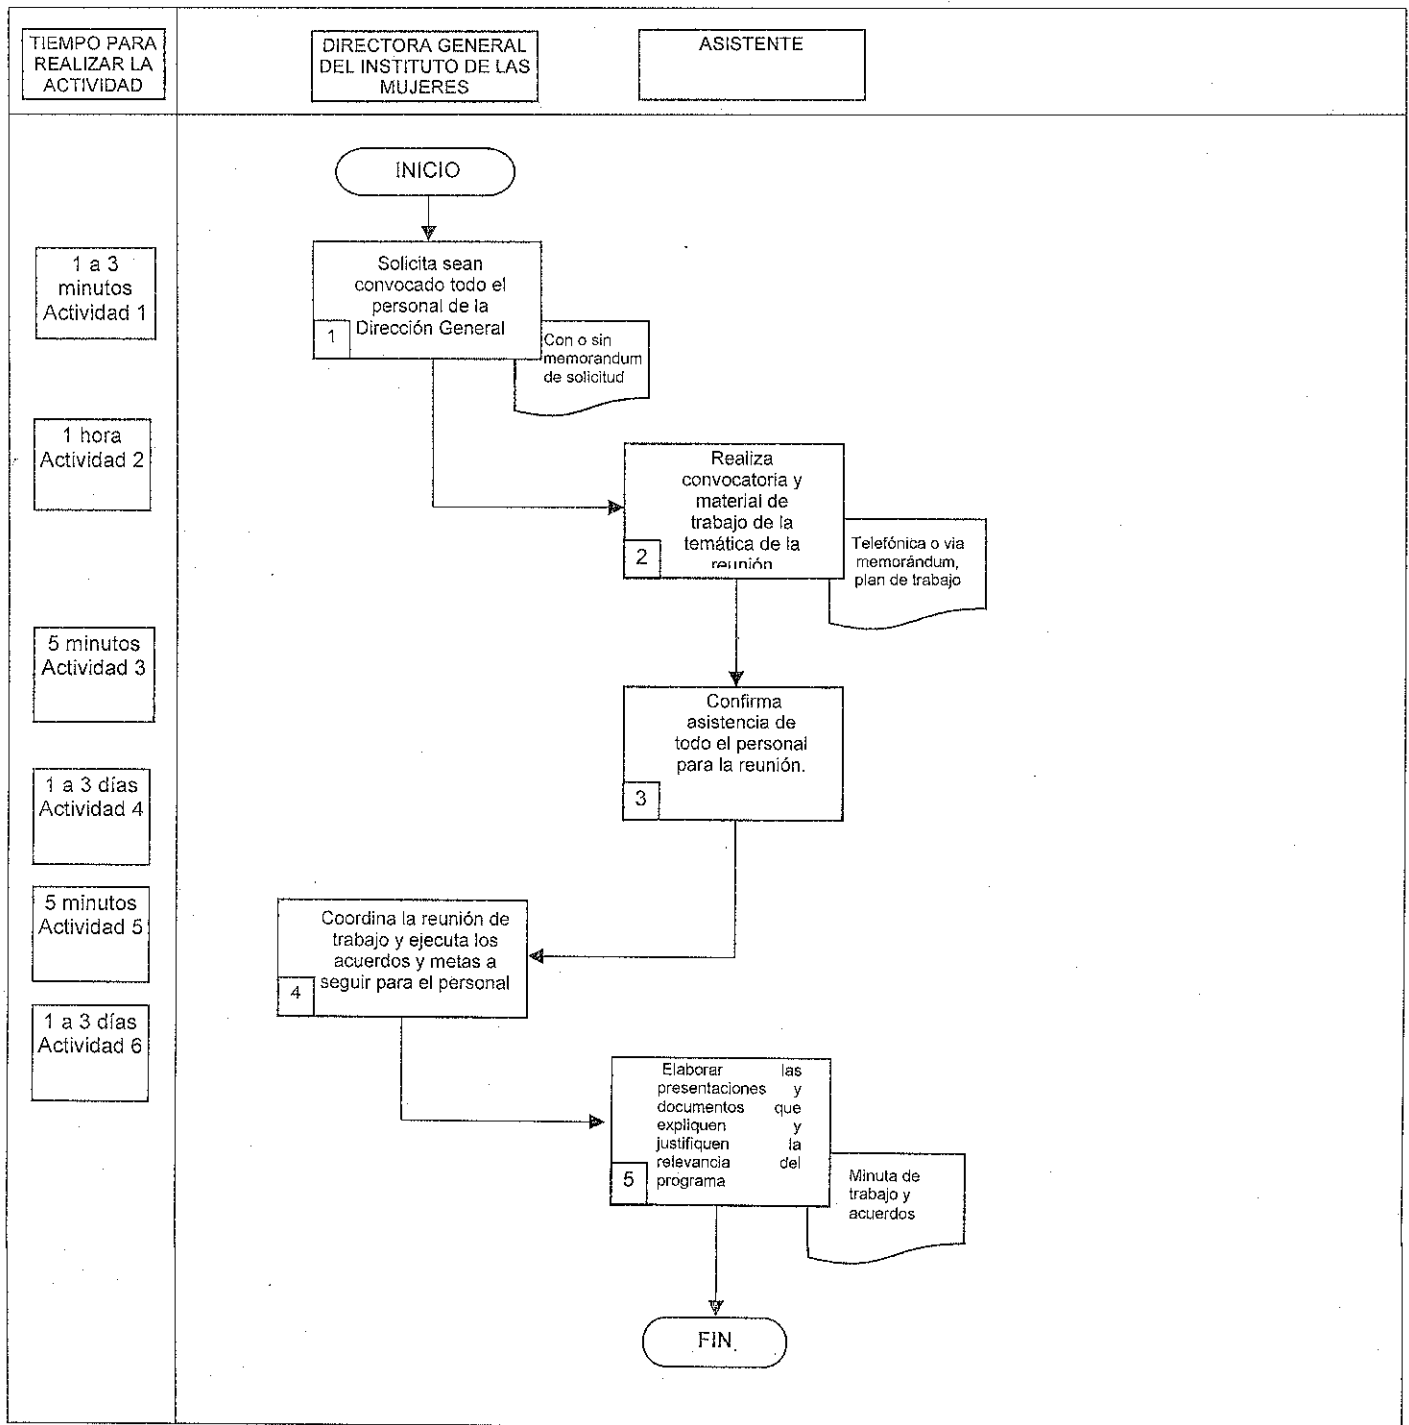 TIEMPO PARA
REALIZAR LA
ACTIVIDAD
DIRECTORA GENERAL
DEL INSTITUTO DE LAS
MUJERES
ASISTENTE
INICIO
1 a 3
minutos
Actividad 1
Solicita sean
convocado todo el
personal de la
Dirección General
1
Con o sin
memorandum
de solicitud
1 hora
Actividad 2
Realiza
convocatoria y
material de
trabajo de la
temática de la
reunión
2
Telefónica o via
memorándum,
plan de trabajo
5 minutos
Actividad 3
Confirma
asistencia de
todo el personal
para la reunión.
3
1 a 3 días
Actividad 4
5 minutos
Actividad 5
Coordina la reunión de
trabajo y ejecuta los
acuerdos y metas a
seguir para el personal
4
1 a 3 días
Actividad 6
Elaborar las
presentaciones y
documentos que
expliquen y
justifiquen la
relevancia del
programa
5
Minuta de
trabajo y
acuerdos
FIN